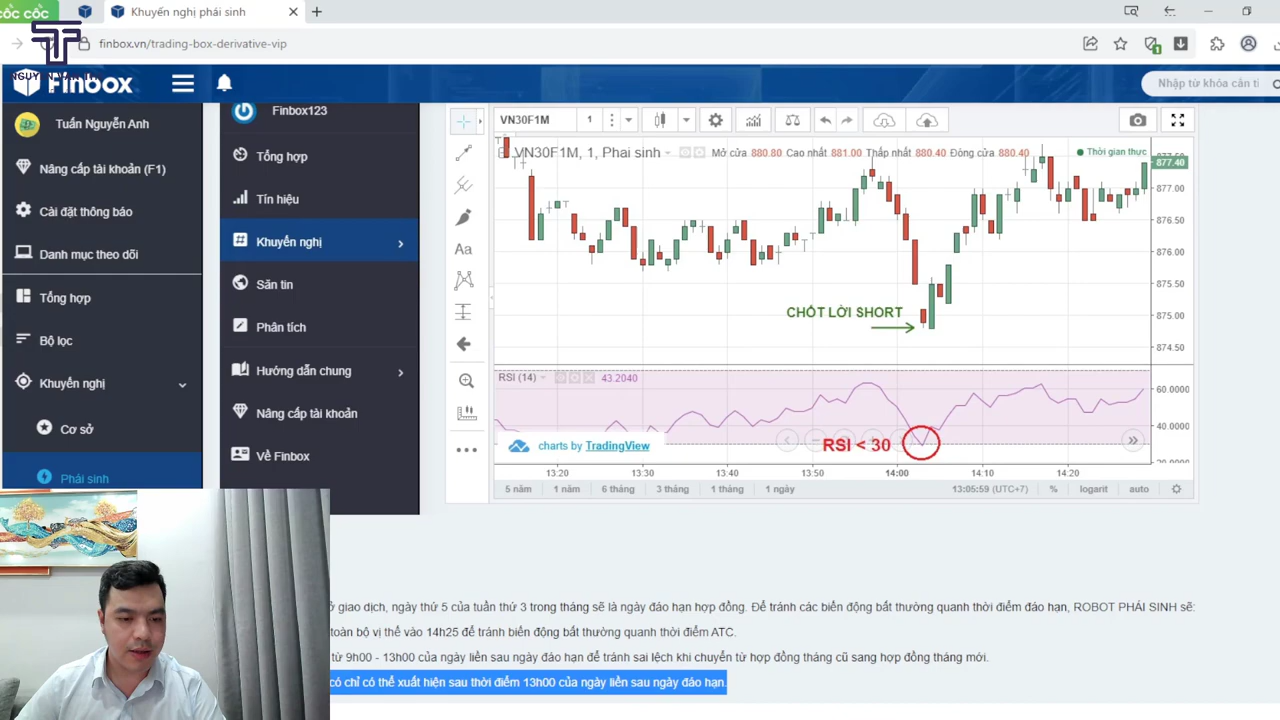 cốc cốc
Khuyến nghị phái sinh
finbox.vn/trading-box-derivative-vip
Finbox
Nhập từ khóa cần tì
Tuấn Nguyễn Anh
Nâng cấp tài khoản (F1)
Cài đặt thông báo
Danh mục theo dõi
Tổng hợp
Bộ lọc
Khuyến nghị
Cơ sở
Phái sinh
Finbox123
Tổng hợp
Tín hiệu
Khuyến nghị
Săn tin
Phân tích
Hướng dẫn chung
Nâng cấp tài khoản
Về Finbox
VN30F1M 1
VN30F1M, 1, Phai sinh Mở cửa 880.80 Cao nhất 881.00 Thấp nhất 880.40 Đóng cửa 880.40
Thời gian thực
877.40
877.00
876.50
876.00
875.50
875.00
874.50
CHỐT LỜI SHORT
Aa
RSI (14) 43.2040
60.0000
40.0000
20.0000
RSI < 30
charts by TradingView
13:20 13:30 13:40 13:50 14:00 14:10 14:20
5 năm 1 năm 6 tháng 3 tháng 1 tháng 1 ngày 13:05:59 (UTC+7) % logarit auto
giao dịch, ngày thứ 5 của tuần thứ 3 trong tháng sẽ là ngày đáo hạn hợp đồng. Để tránh các biến động bất thường quanh thời điểm đáo hạn, ROBOT PHÁI SINH sẽ:
toàn bộ vị thế vào 14h25 để tránh biến động bất thường quanh thời điểm ATC.
từ 9h00 - 13h00 của ngày liền sau ngày đáo hạn để tránh sai lệch khi chuyển từ hợp đồng tháng cũ sang hợp đồng tháng mới.
có chỉ có thể xuất hiện sau thời điểm 13h00 của ngày liền sau ngày đáo hạn.